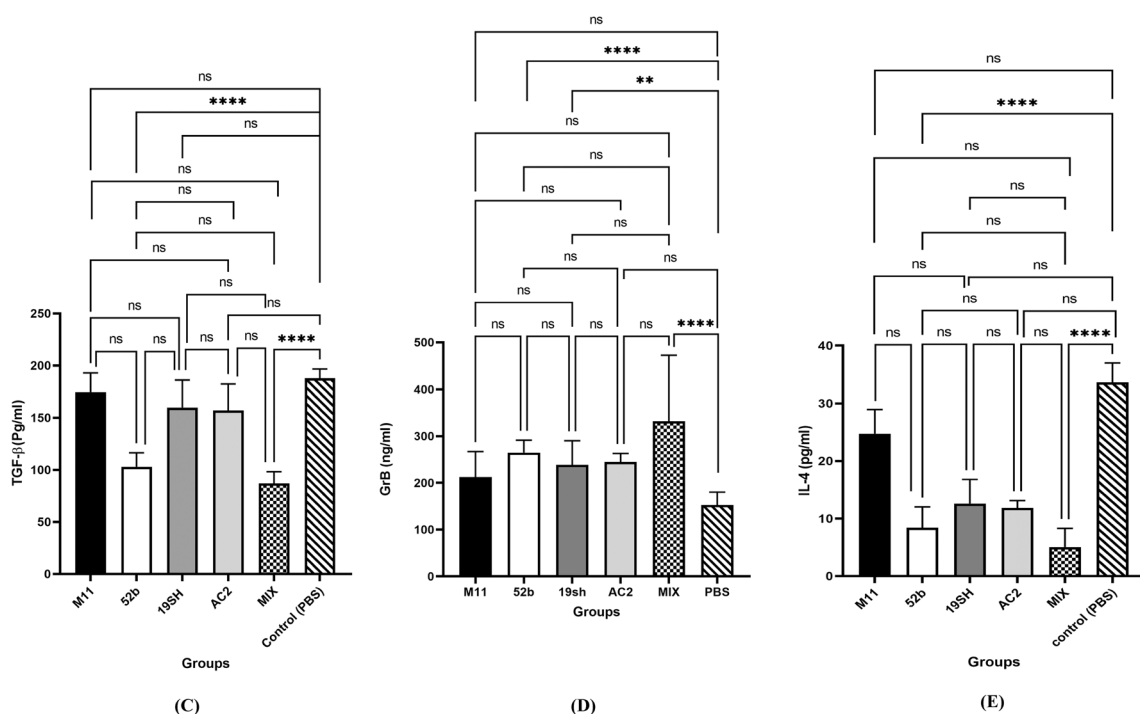 ns
****
ns
ns
ns
ns
ns
ns
ns ns
ns ns ns ns ****
250
200
150
100
50
0
TGF-β(Pg/ml)
M11 52b 19SH AC2 MIX Control (PBS)
Groups
(C)
ns
****
**
ns
ns
ns
ns
ns ns
ns
ns ns ns ns ****
500
400
300
200
100
0
GrB (ng/ml)
M11 52b 19sh AC2 MIX PBS
Groups
(D)
ns
****
ns
ns
ns
ns ns
ns ns
ns ns ns ns ****
40
30
20
10
0
IL-4 (pg/ml)
M11 52b 19SH AC2 MIX control (PBS)
Groups
(E)